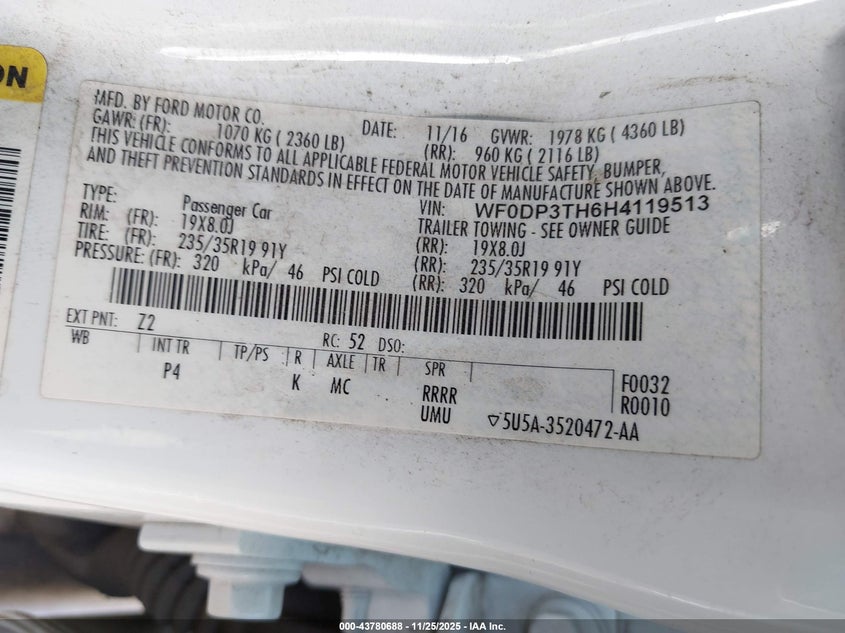 ON
MFD. BY FORD MOTOR CO.
DATE: 11/16 GVWR: 1978 KG ( 4360 LB)
GAWR: (FR): 1070 KG ( 2360 LB) (RR): 960 KG ( 2116 LB)
THIS VEHICLE CONFORMS TO ALL APPLICABLE FEDERAL MOTOR VEHICLE SAFETY, BUMPER,
AND THEFT PREVENTION STANDARDS IN EFFECT ON THE DATE OF MANUFACTURE SHOWN ABOVE.
VIN: WF0DP3TH6H4119513
TYPE: Passenger Car TRAILER TOWING - SEE OWNER GUIDE
RIM: (FR): 19X8.0J (RR): 19X8.0J
TIRE: (FR): 235/35R19 91Y (RR): 235/35R19 91Y
PRESSURE: (FR): 320 kPa/ 46 PSI COLD (RR): 320 kPa/ 46 PSI COLD
EXT PNT: Z2 RC: 52 DSO:
WB INT TR TP/PS R AXLE TR SPR
P4 K MC RRRR F0032
UMU R0010
▽5U5A-3520472-AA
000-43780688 - 11/25/2025 - IAA Inc.